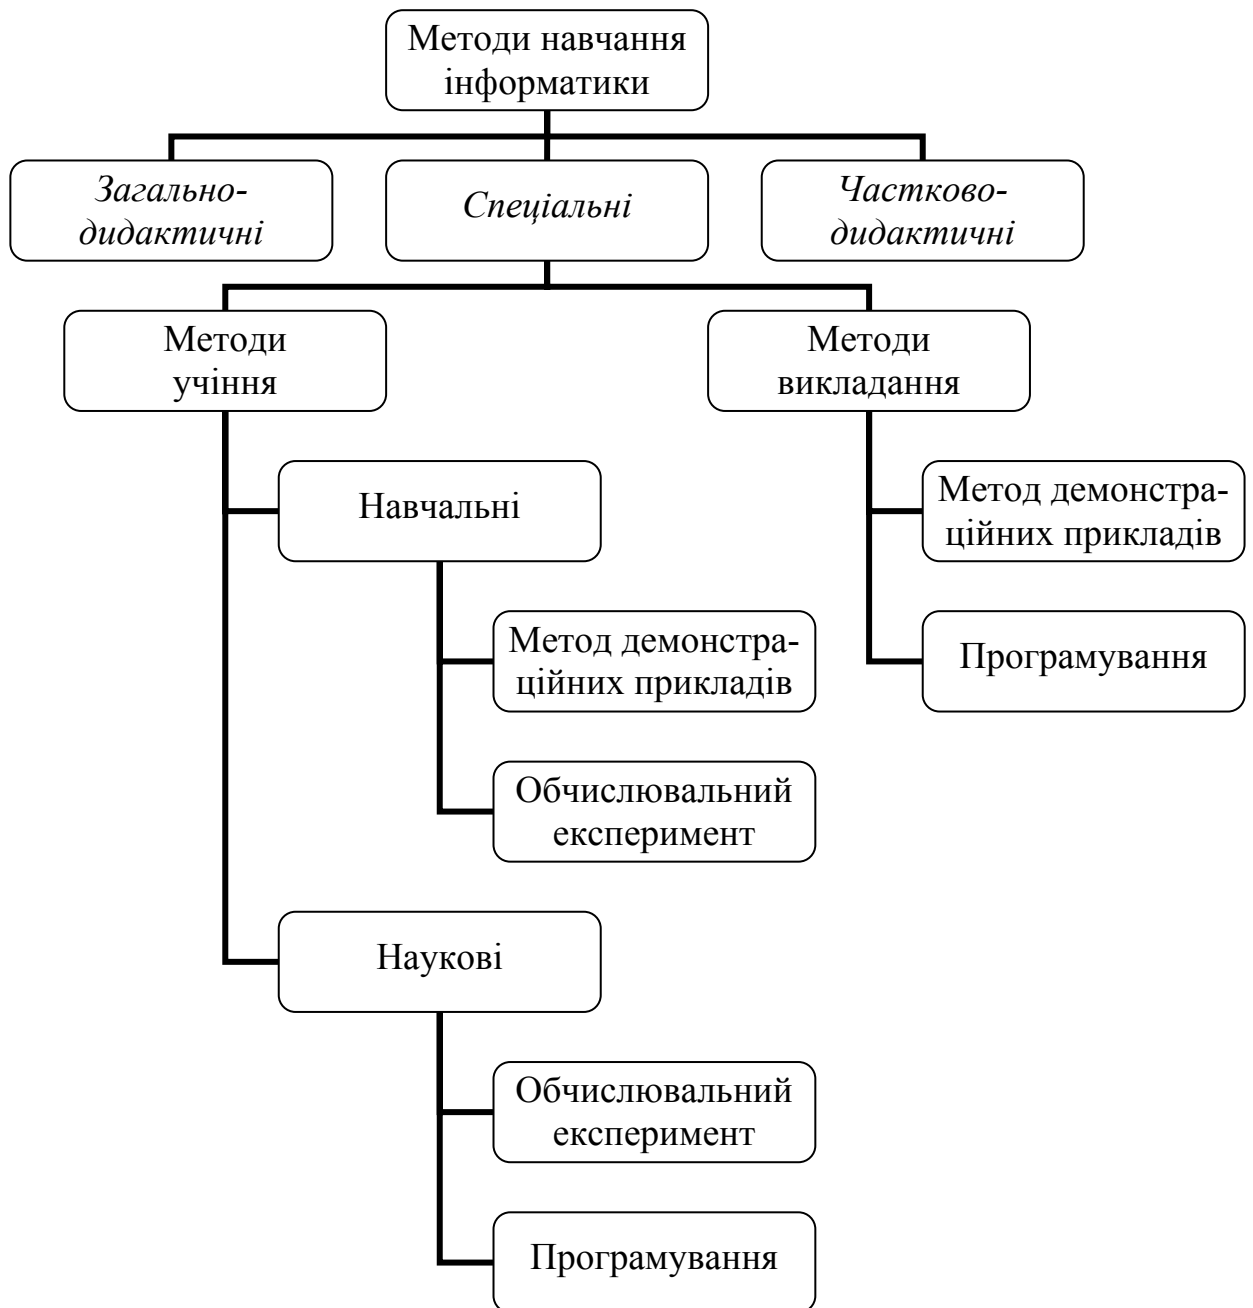 Методи навчання
інформатики
Загально-
дидактичні
Спеціальні
Частково-
дидактичні
Методи
учіння
Методи
викладання
Навчальні
Метод демонстра-
ційних прикладів
Обчислювальний
експеримент
Наукові
Обчислювальний
експеримент
Програмування
Метод демонстра-
ційних прикладів
Програмування